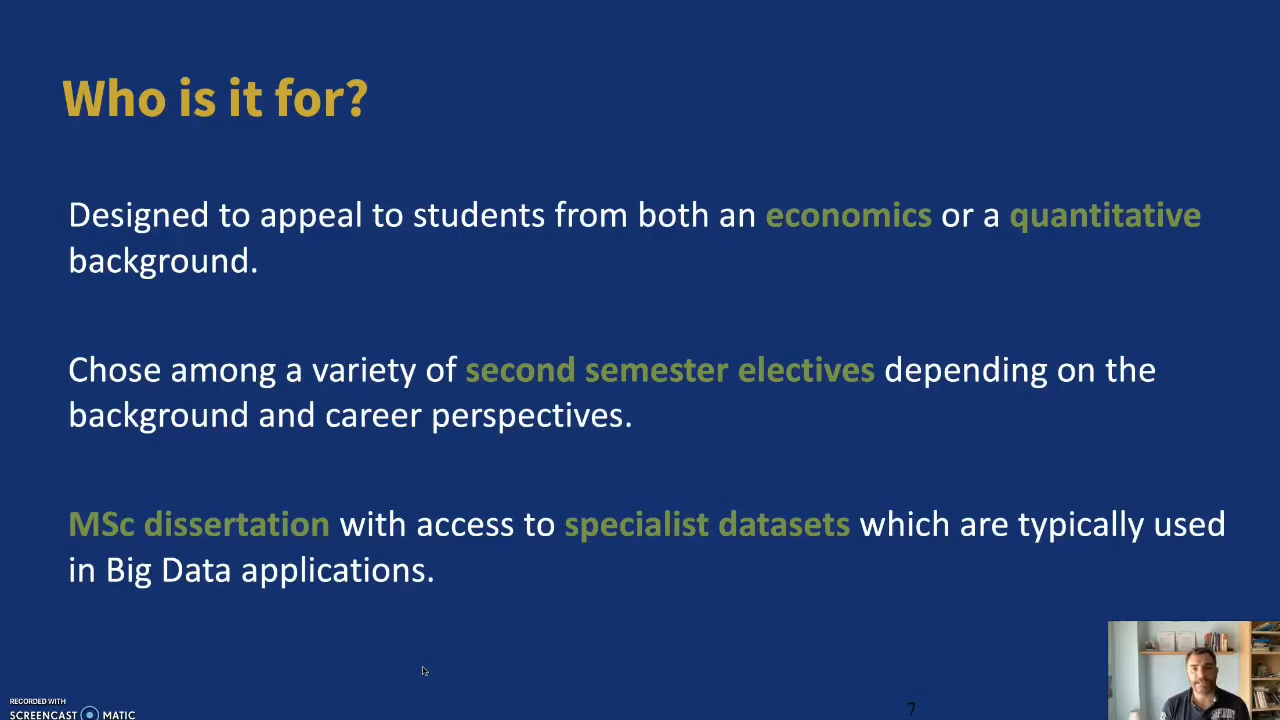 Who is it for?
Designed to appeal to students from both an economics or a quantitative
background.
Chose among a variety of second semester electives depending on the
background and career perspectives.
MSc dissertation with access to specialist datasets which are typically used
in Big Data applications.
RECORDED WITH
SCREENCAST MATIC
7